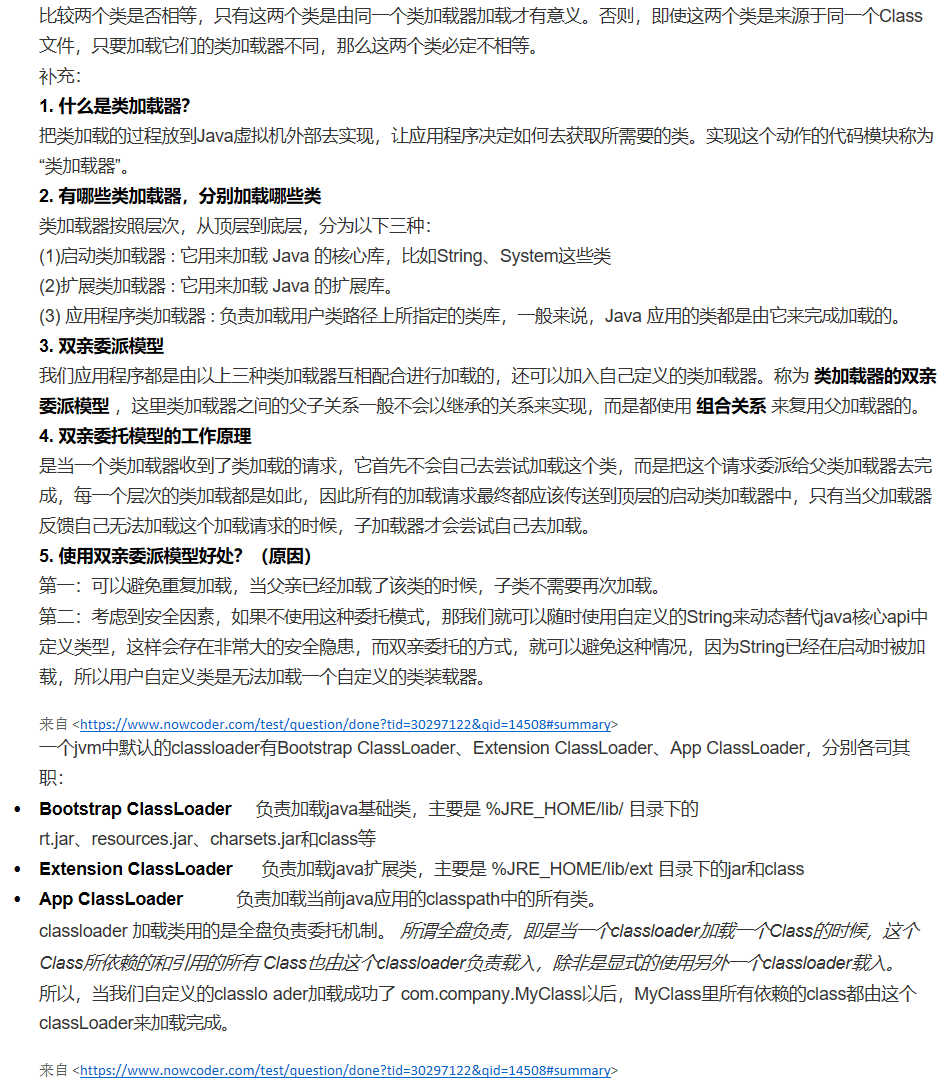 比较两个类是否相等，只有这两个类是由同一个类加载器加载才有意义。否则，即使这两个类是来源于同一个Class
文件，只要加载它们的类加载器不同，那么这两个类必定不相等。
补充：
1. 什么是类加载器？
把类加载的过程放到Java虚拟机外部去实现，让应用程序决定如何去获取所需要的类。实现这个动作的代码模块称为
“类加载器”。
2. 有哪些类加载器，分别加载哪些类
类加载器按照层次，从顶层到底层，分为以下三种：
(1)启动类加载器 : 它用来加载 Java 的核心库，比如String、System这些类
(2)扩展类加载器 : 它用来加载 Java 的扩展库。
(3) 应用程序类加载器 : 负责加载用户类路径上所指定的类库，一般来说，Java 应用的类都是由它来完成加载的。
3. 双亲委派模型
我们应用程序都是由以上三种类加载器互相配合进行加载的，还可以加入自己定义的类加载器。称为 类加载器的双亲
委派模型 ，这里类加载器之间的父子关系一般不会以继承的关系来实现，而是都使用 组合关系 来复用父加载器的。
4. 双亲委托模型的工作原理
是当一个类加载器收到了类加载的请求，它首先不会自己去尝试加载这个类，而是把这个请求委派给父类加载器去完
成，每一个层次的类加载都是如此，因此所有的加载请求最终都应该传送到顶层的启动类加载器中，只有当父加载器
反馈自己无法加载这个加载请求的时候，子加载器才会尝试自己去加载。
5. 使用双亲委派模型好处？（原因）
第一：可以避免重复加载，当父亲已经加载了该类的时候，子类不需要再次加载。
第二：考虑到安全因素，如果不使用这种委托模式，那我们就可以随时使用自定义的String来动态替代java核心api中
定义类型，这样会存在非常大的安全隐患，而双亲委托的方式，就可以避免这种情况，因为String已经在启动时被加
载，所以用户自定义类是无法加载一个自定义的类装载器。
来自 <https://www.nowcoder.com/test/question/done?tid=30297122&qid=14508#summary>
一个jvm中默认的classloader有Bootstrap ClassLoader、Extension ClassLoader、App ClassLoader，分别各司其
职：
• Bootstrap ClassLoader 负责加载java基础类，主要是 %JRE_HOME/lib/ 目录下的
rt.jar、resources.jar、charsets.jar和class等
• Extension ClassLoader 负责加载java扩展类，主要是 %JRE_HOME/lib/ext 目录下的jar和class
• App ClassLoader 负责加载当前java应用的classpath中的所有类。
classloader 加载类用的是全盘负责委托机制。 所谓全盘负责，即是当一个classloader加载一个Class的时候，这个
Class所依赖的和引用的所有 Class也由这个classloader负责载入，除非是显式的使用另外一个classloader载入。
所以，当我们自定义的classlo ader加载成功了 com.company.MyClass以后，MyClass里所有依赖的class都由这个
classLoader来加载完成。
来自 <https://www.nowcoder.com/test/question/done?tid=30297122&qid=14508#summary>